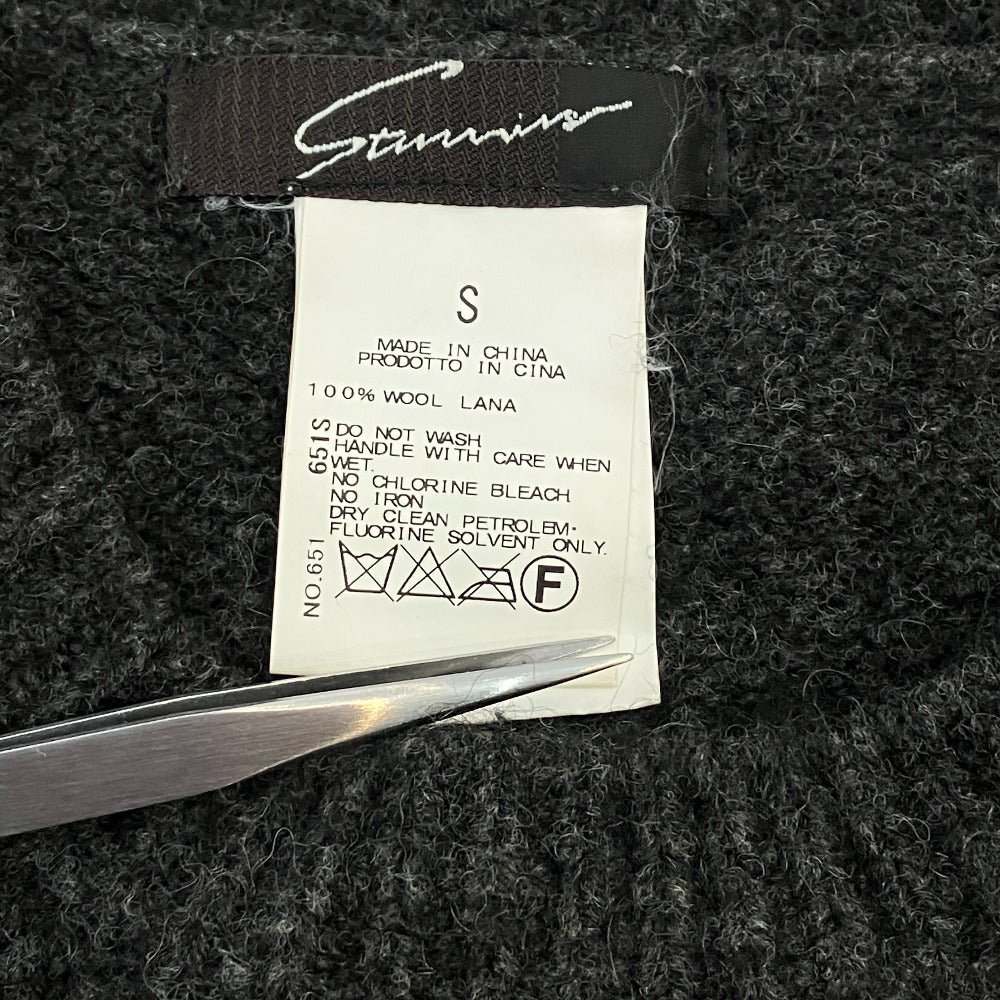 S
MADE IN CHINA
PRODOTTO IN CINA
100% WOOL LANA
DO NOT WASH
HANDLE WITH CARE WHEN
WET.
NO CHLORINE BLEACH
NO IRON
DRY CLEAN PETROLEM·
FLUORINE SOLVENT ONLY.
F
NO.651 651S